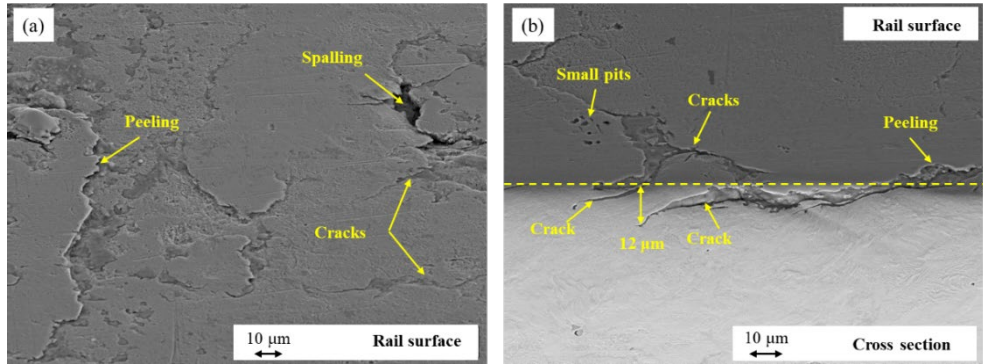 (a)
Spalling
Peeling
Cracks
10 μm
Rail surface
(b)
Rail surface
Small pits
Cracks
Peeling
Crack
12 μm
Crack
10 μm
Cross section